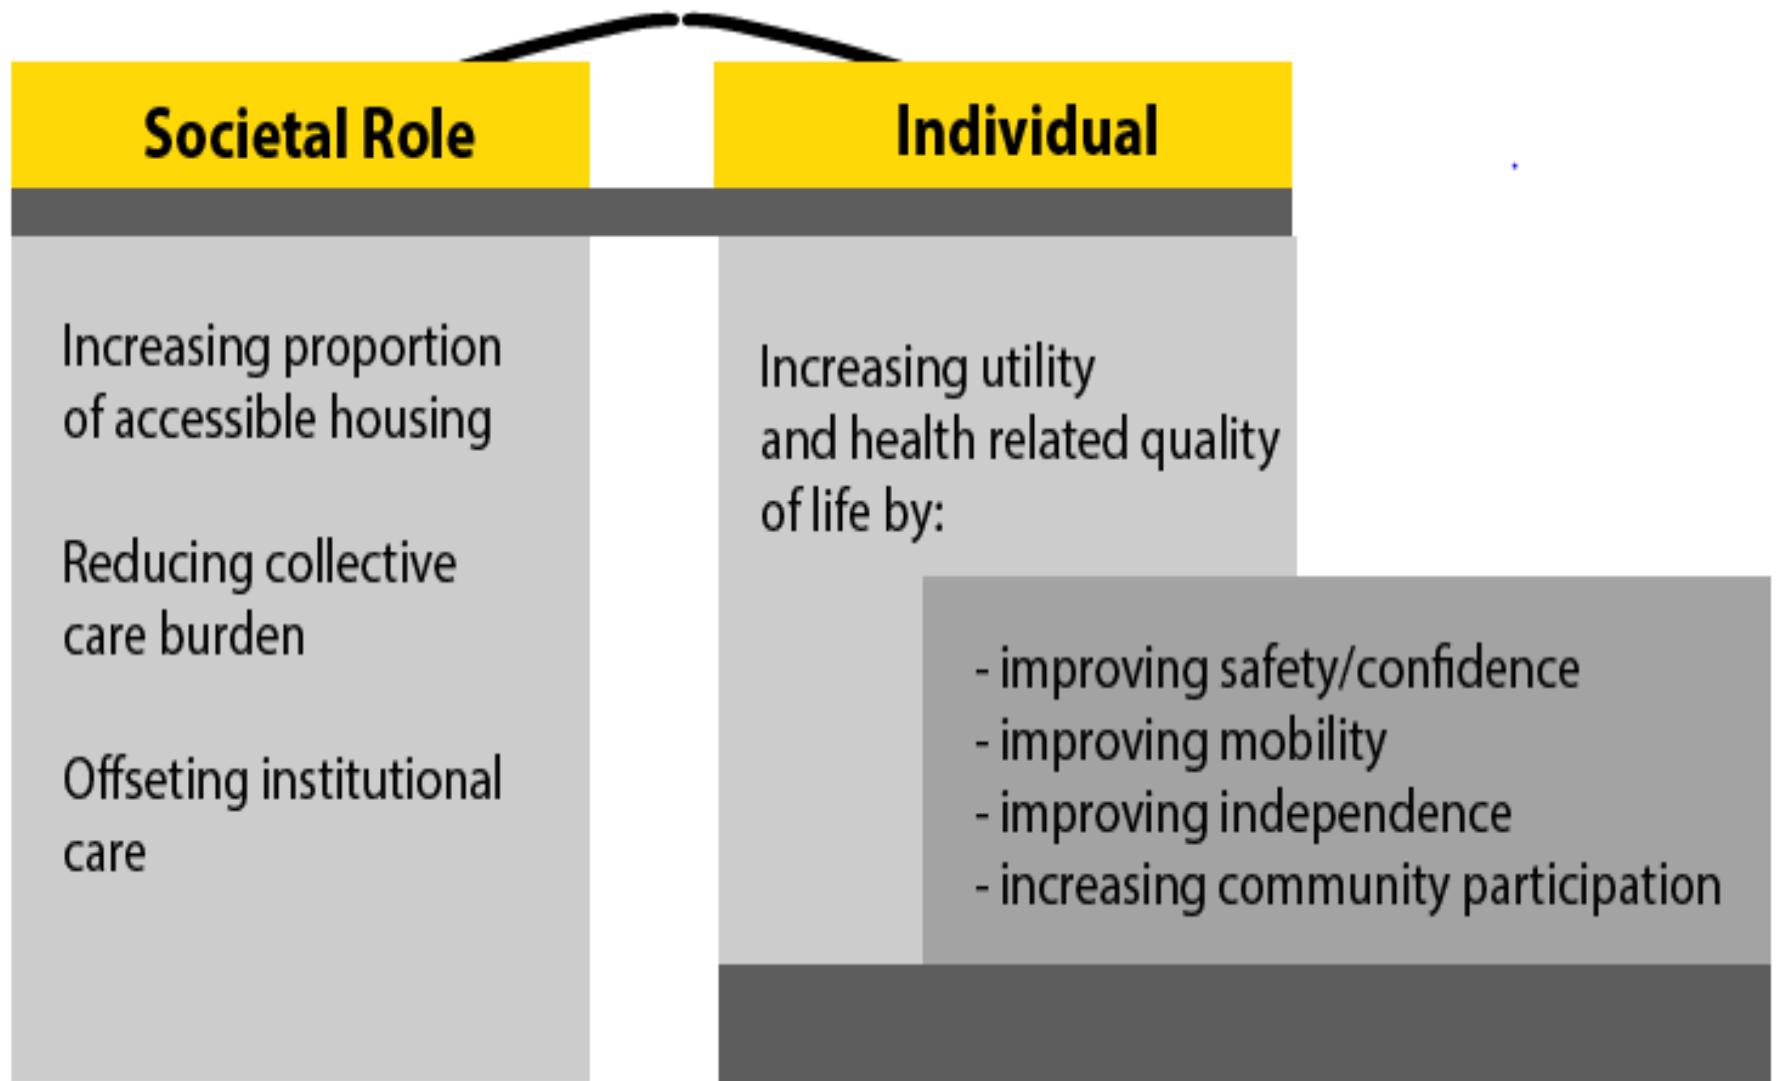 Societal Role
Increasing proportion
of accessible housing
Reducing collective
care burden
Offseting institutional
care
Individual
Increasing utility
and health related quality
of life by:
- improving safety/confidence
- improving mobility
- improving independence
- increasing community participation